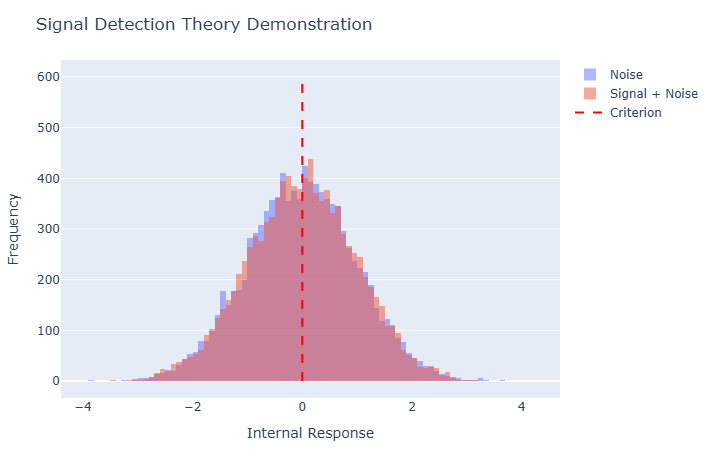 Signal Detection Theory Demonstration
Noise
Signal + Noise
Criterion
600
500
400
300
200
100
0
Frequency
−4
−2
0
2
4
Internal Response